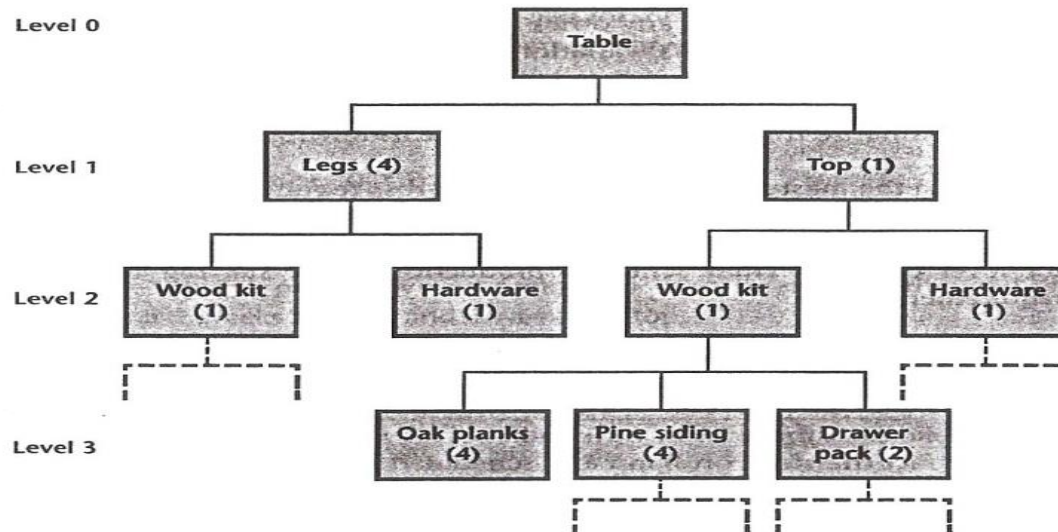 Level 0
Table
Level 1
Legs (4)
Top (1)
Level 2
Wood kit
(1)
Hardware
(1)
Wood kit
(1)
Hardware
(1)
Level 3
Oak planks
(4)
Pine siding
(4)
Drawer
pack (2)